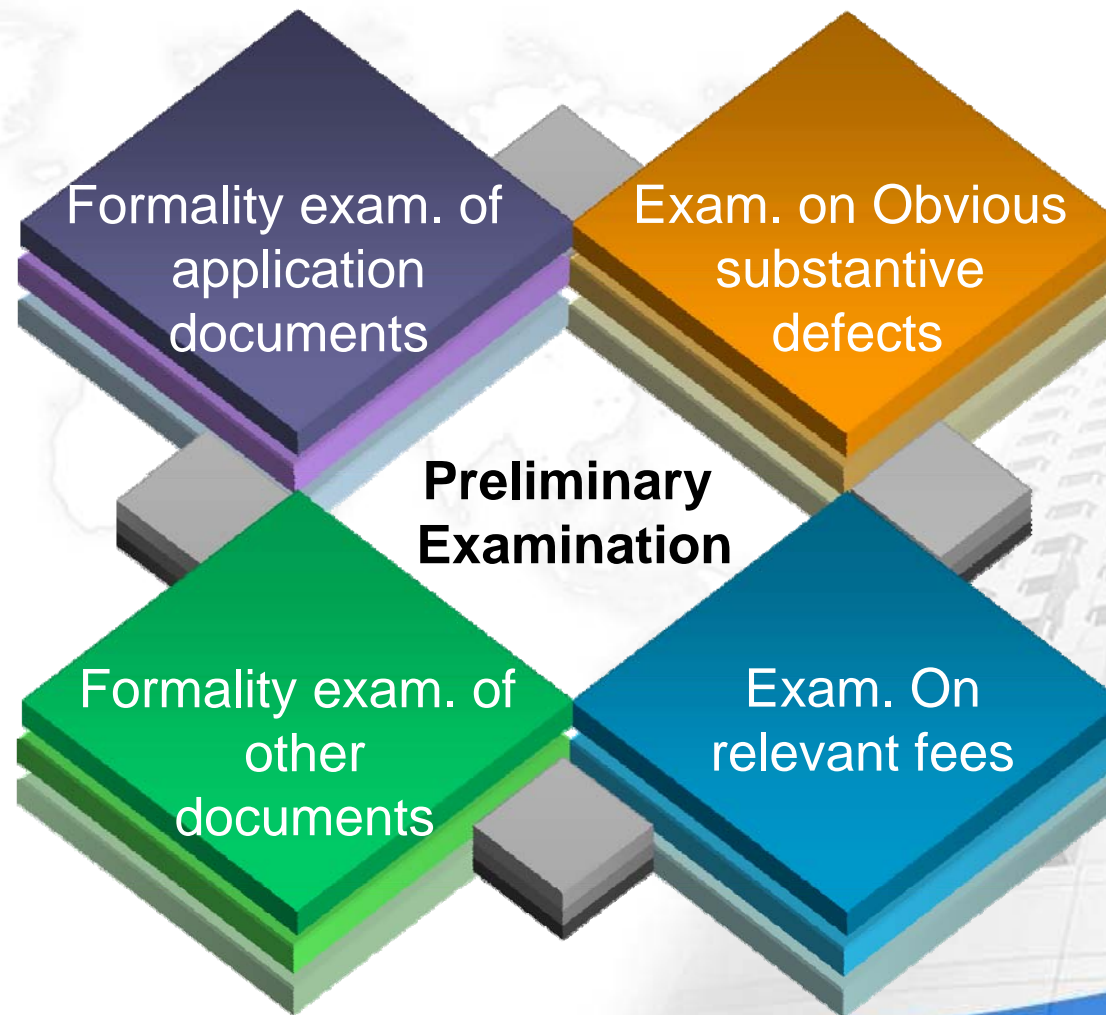 Formality exam. of
application
documents
Exam. on Obvious
substantive
defects
Preliminary
Examination
Formality exam. of
other
documents
Exam. On
relevant fees